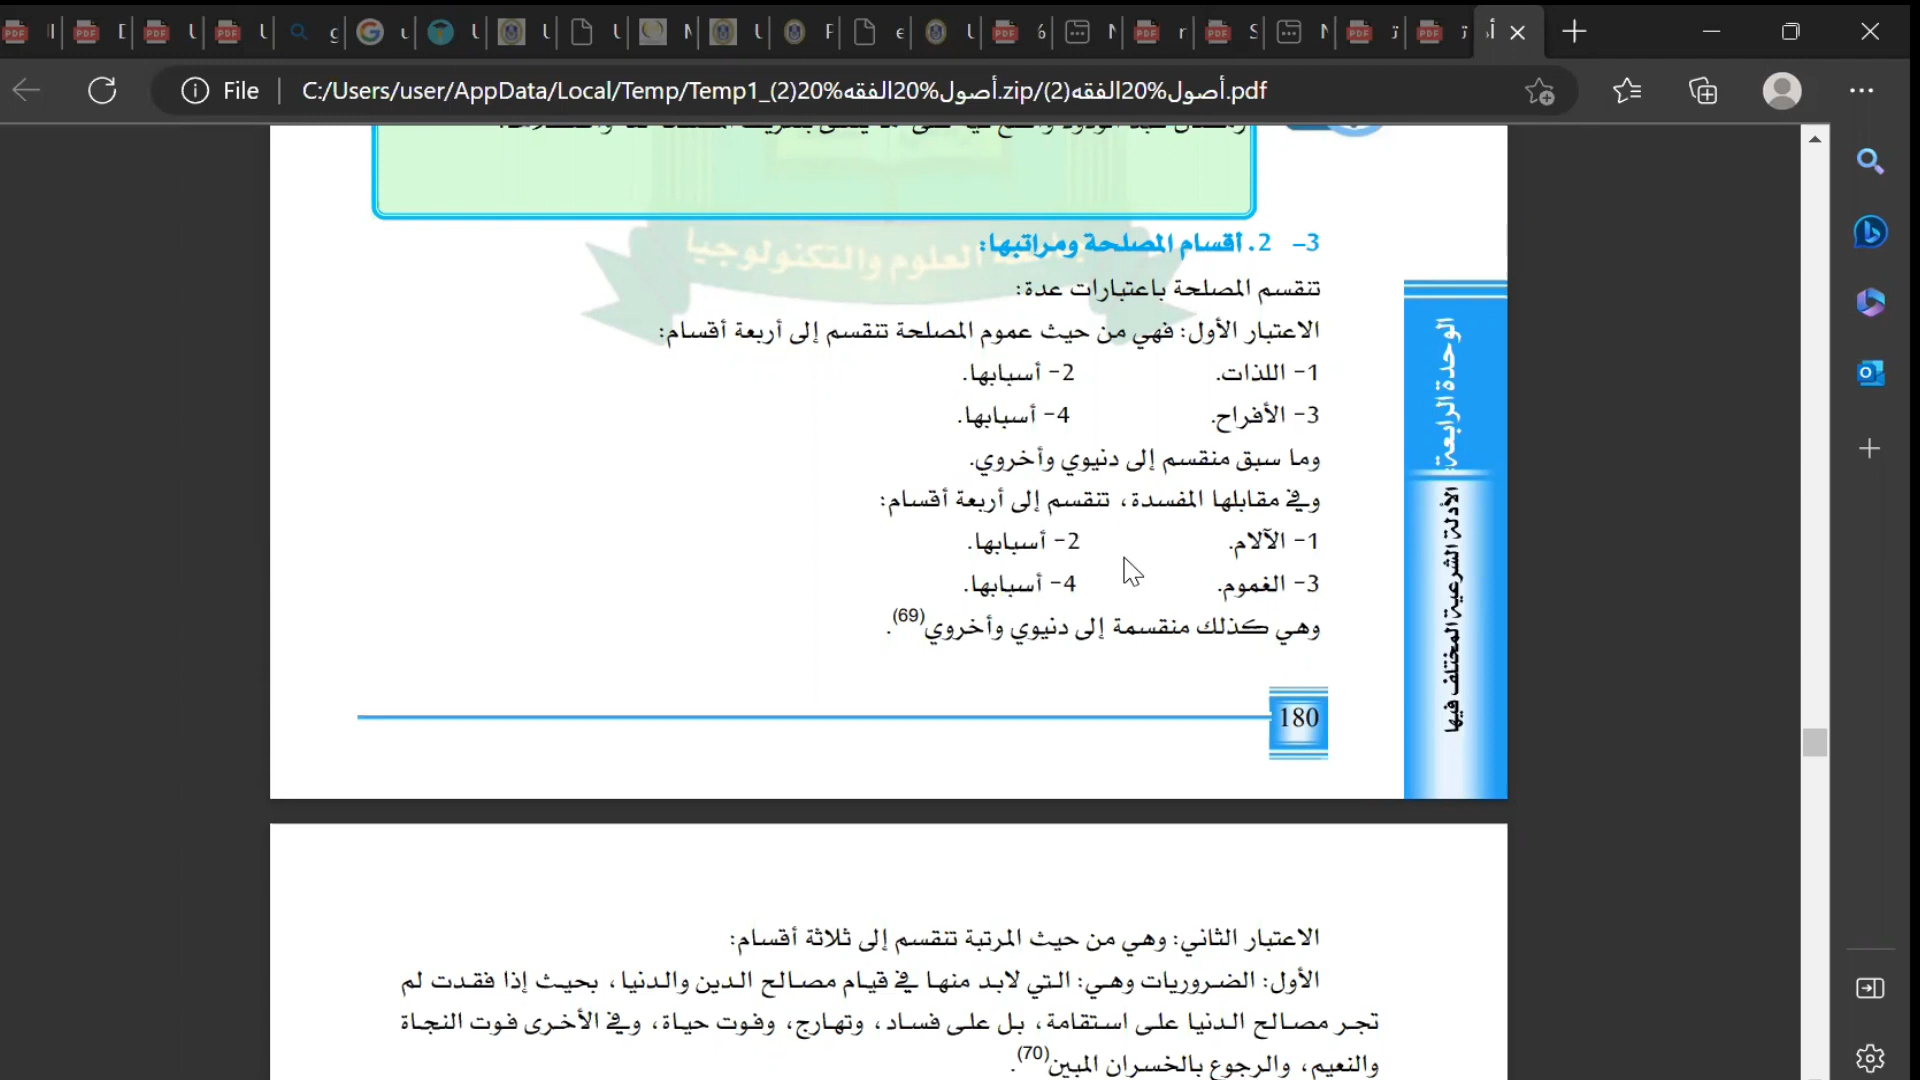 File
C:/Users/user/AppData/Local/Temp/Temp1_أصول%20الفقه%20(2).zip/أصول%20الفقه(2).pdf
3- 2. أقسام المصلحة ومراتبها:
العلوم والتكنولوجيا
تنقسم المصلحة باعتبارات عدة:
الاعتبار الأول: فهي من حيث عموم المصلحة تنقسم إلى أربعة أقسام:
1- اللذات. 2- أسبابها.
3- الأفراح. 4- أسبابها.
وما سبق منقسم إلى دنيوي وأخروي.
وفي مقابلها المفسدة، تنقسم إلى أربعة أقسام:
1- الآلام. 2- أسبابها.
3- الغموم. 4- أسبابها.
وهي كذلك منقسمة إلى دنيوي وأخروي(69).
180
الوحدة الرابعة:
الأدلة الشرعية المختلف فيها
الاعتبار الثاني: وهي من حيث المرتبة تنقسم إلى ثلاثة أقسام:
الأول: الضروريات وهي: التي لابد منها في قيام مصالح الدين والدنيا، بحيث إذا فقدت لم
تجر مصالح الدنيا على استقامة، بل على فساد، وتهارج، وفوت حياة، وفي الأخرى فوت النجاة
والنعيم، والرجوع بالخسران المبين(70).